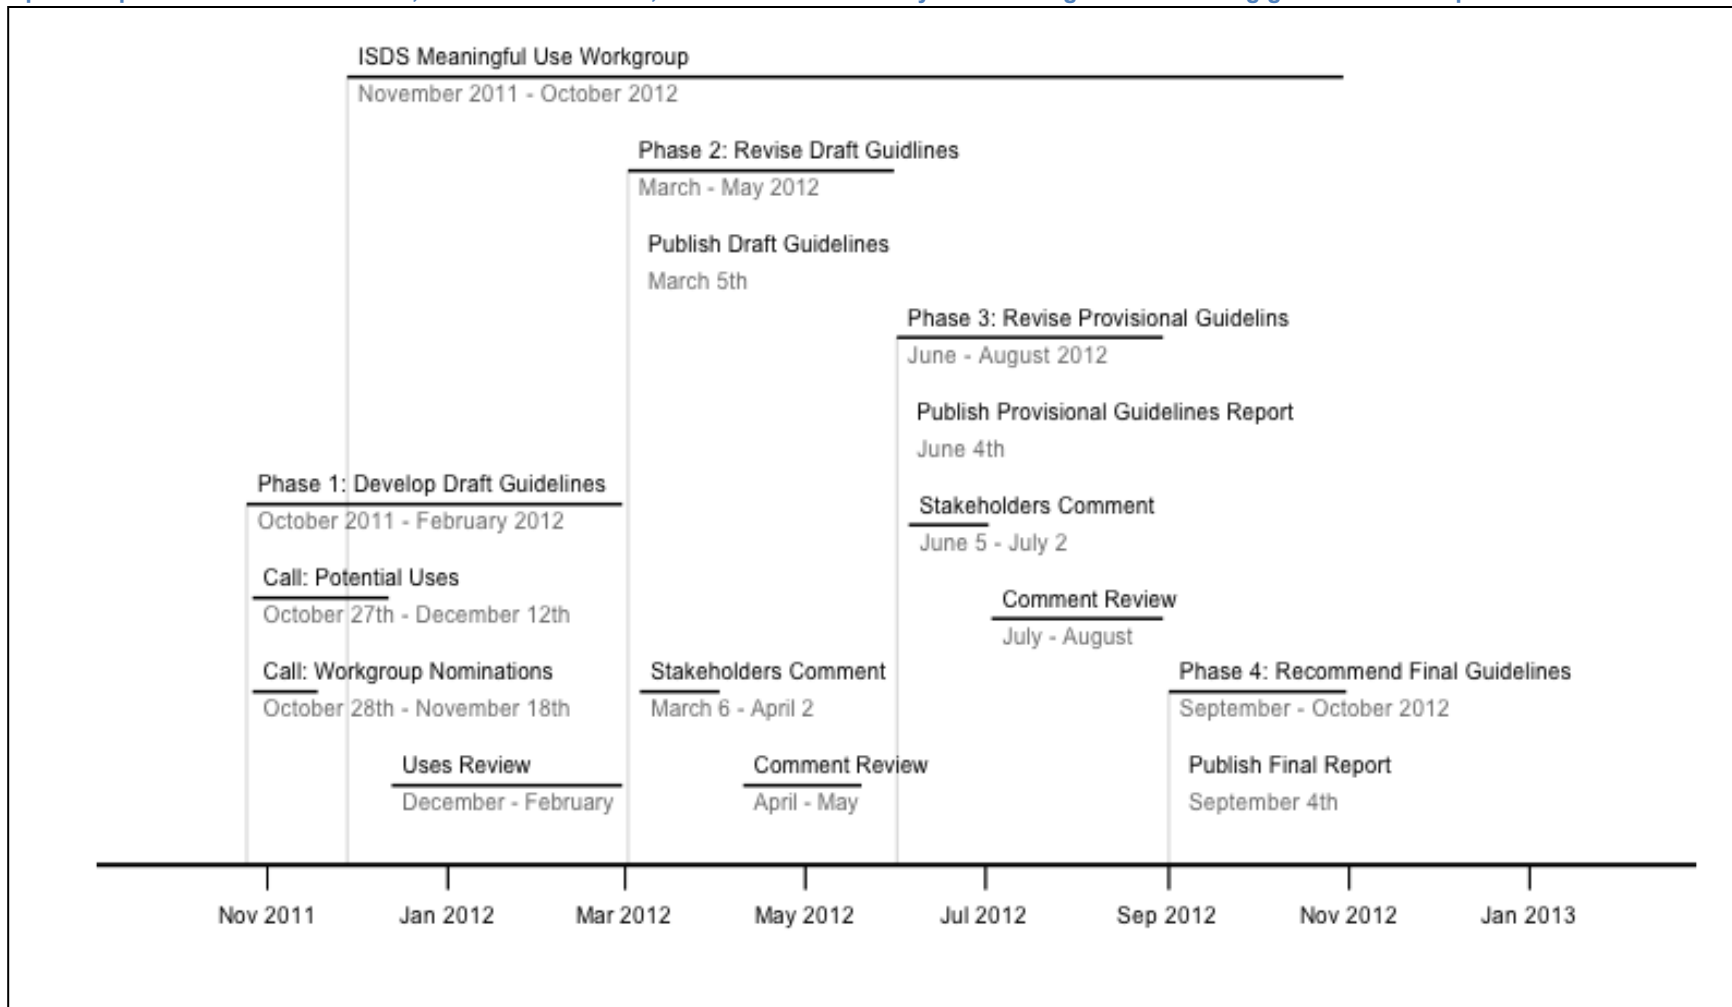 ISDS Meaningful Use Workgroup
November 2011 - October 2012
Phase 2: Revise Draft Guidlines
March - May 2012
Publish Draft Guidelines
March 5th
Phase 3: Revise Provisional Guidelins
June - August 2012
Publish Provisional Guidelines Report
June 4th
Phase 1: Develop Draft Guidelines
October 2011 - February 2012
Stakeholders Comment
June 5 - July 2
Call: Potential Uses
October 27th - December 12th
Comment Review
July - August
Call: Workgroup Nominations
October 28th - November 18th
Stakeholders Comment
March 6 - April 2
Phase 4: Recommend Final Guidelines
September - October 2012
Uses Review
December - February
Comment Review
April - May
Publish Final Report
September 4th
Nov 2011 Jan 2012 Mar 2012 May 2012 Jul 2012 Sep 2012 Nov 2012 Jan 2013